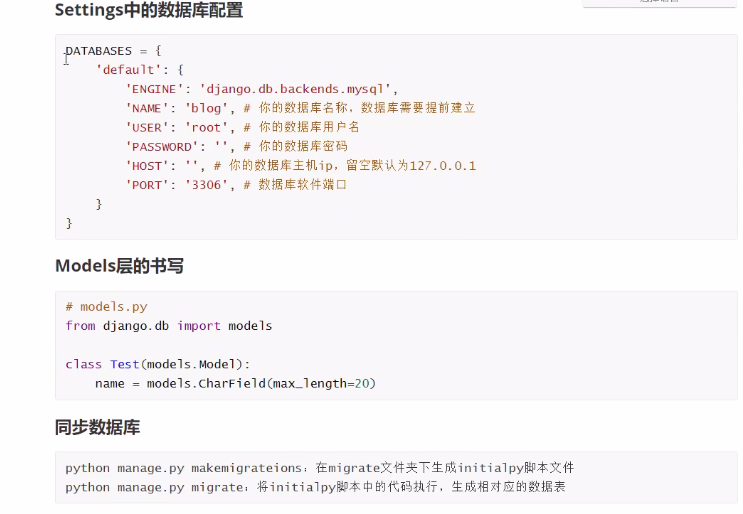 Settings中的数据库配置
DATABASES = {
    'default': {
        'ENGINE': 'django.db.backends.mysql',
        'NAME': 'blog', # 你的数据库名称，数据库需要提前建立
        'USER': 'root', # 你的数据库用户名
        'PASSWORD': '', # 你的数据库密码
        'HOST': '', # 你的数据库主机ip，留空默认为127.0.0.1
        'PORT': '3306', # 数据库软件端口
    }
}
Models层的书写
# models.py
from django.db import models
class Test(models.Model):
    name = models.CharField(max_length=20)
同步数据库
python manage.py makemigrateions：在migrate文件夹下生成initialpy脚本文件
python manage.py migrate：将initialpy脚本中的代码执行，生成相对应的数据表